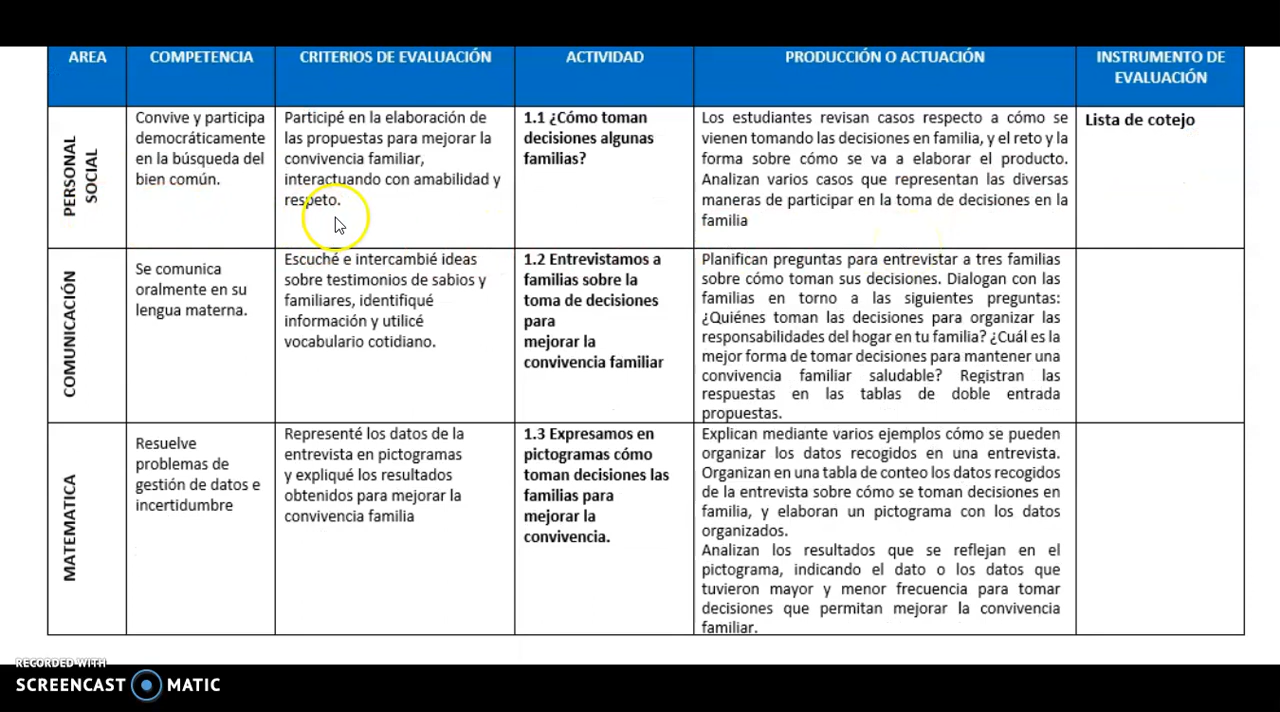 AREA
COMPETENCIA
CRITERIOS DE EVALUACIÓN
ACTIVIDAD
PRODUCCIÓN O ACTUACIÓN
INSTRUMENTO DE
EVALUACIÓN
PERSONAL
SOCIAL
Convive y participa
democráticamente
en la búsqueda del
bien común.
Participé en la elaboración de
las propuestas para mejorar la
convivencia familiar,
interactuando con amabilidad y
respeto.
1.1 ¿Cómo toman
decisiones algunas
familias?
Los estudiantes revisan casos respecto a cómo se
vienen tomando las decisiones en familia, y el reto y la
forma sobre cómo se va a elaborar el producto.
Analizan varios casos que representan las diversas
maneras de participar en la toma de decisiones en la
familia
Lista de cotejo
COMUNICACIÓN
Se comunica
oralmente en su
lengua materna.
Escuché e intercambié ideas
sobre testimonios de sabios y
familiares, identifiqué
información y utilicé
vocabulario cotidiano.
1.2 Entrevistamos a
familias sobre la
toma de decisiones
para
mejorar la
convivencia familiar
Planifican preguntas para entrevistar a tres familias
sobre cómo toman sus decisiones. Dialogan con las
familias en torno a las siguientes preguntas:
¿Quiénes toman las decisiones para organizar las
responsabilidades del hogar en tu familia? ¿Cuál es la
mejor forma de tomar decisiones para mantener una
convivencia familiar saludable? Registran las
respuestas en las tablas de doble entrada
propuestas.
MATEMATICA
Resuelve
problemas de
gestión de datos e
incertidumbre
Representé los datos de la
entrevista en pictogramas
y expliqué los resultados
obtenidos para mejorar la
convivencia familia
1.3 Expresamos en
pictogramas cómo
toman decisiones las
familias para
mejorar la
convivencia.
Explican mediante varios ejemplos cómo se pueden
organizar los datos recogidos en una entrevista.
Organizan en una tabla de conteo los datos recogidos
de la entrevista sobre cómo se toman decisiones en
familia, y elaboran un pictograma con los datos
organizados.
Analizan los resultados que se reflejan en el
pictograma, indicando el dato o los datos que
tuvieron mayor y menor frecuencia para tomar
decisiones que permitan mejorar la convivencia
familiar.
RECORDED WITH
SCREENCAST MATIC